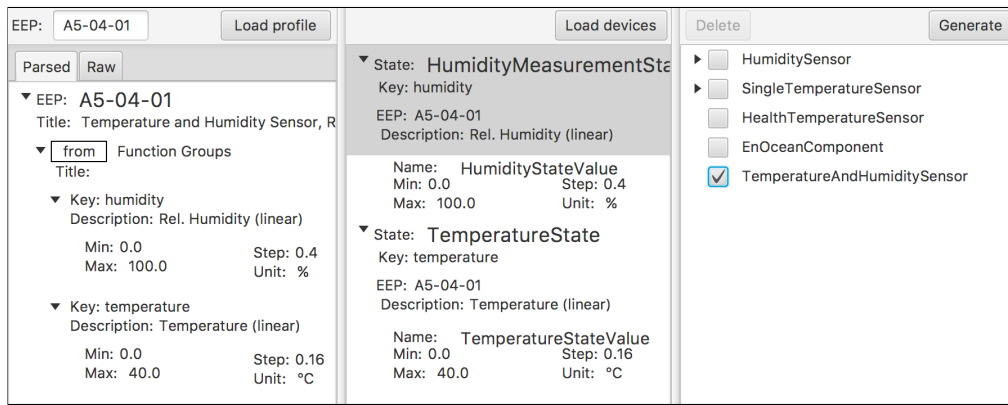 EEP: A5-04-01 Load profile
Parsed Raw
EEP: A5-04-01
Title: Temperature and Humidity Sensor, R
from Function Groups
Title:
Key: humidity
Description: Rel. Humidity (linear)
Min: 0.0 Step: 0.4
Max: 100.0 Unit: %
Key: temperature
Description: Temperature (linear)
Min: 0.0 Step: 0.16
Max: 40.0 Unit: °C
Load devices
State: HumidityMeasurementSta
Key: humidity
EEP: A5-04-01
Description: Rel. Humidity (linear)
Name: HumidityStateValue
Min: 0.0 Step: 0.4
Max: 100.0 Unit: %
State: TemperatureState
Key: temperature
EEP: A5-04-01
Description: Temperature (linear)
Name: TemperatureStateValue
Min: 0.0 Step: 0.16
Max: 40.0 Unit: °C
Delete Generate
HumiditySensor
SingleTemperatureSensor
HealthTemperatureSensor
EnOceanComponent
TemperatureAndHumiditySensor